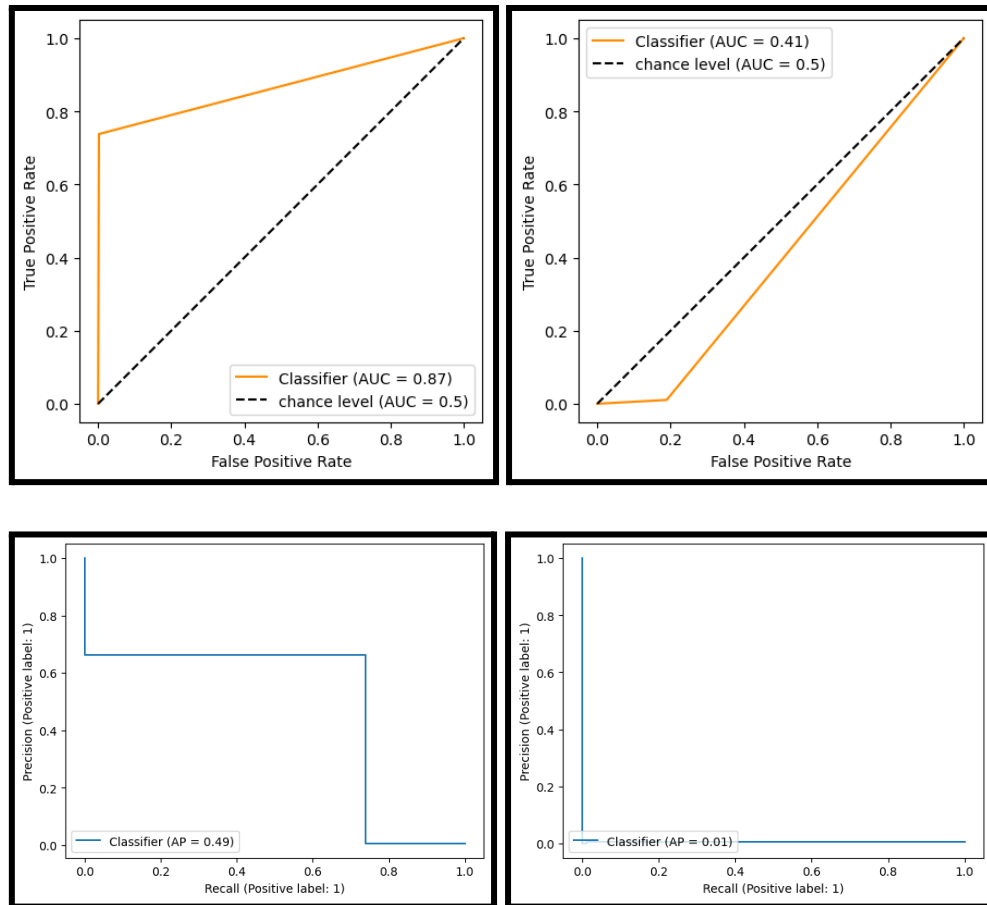 1.0
0.8
0.6
0.4
0.2
0.0
True Positive Rate
Classifier (AUC = 0.87)
chance level (AUC = 0.5)
0.0 0.2 0.4 0.6 0.8 1.0
False Positive Rate
Classifier (AUC = 0.41)
chance level (AUC = 0.5)
1.0
0.8
0.6
0.4
0.2
0.0
True Positive Rate
0.0 0.2 0.4 0.6 0.8 1.0
False Positive Rate
1.0
0.8
0.6
0.4
0.2
0.0
Precision (Positive label: 1)
Classifier (AP = 0.49)
0.0 0.2 0.4 0.6 0.8 1.0
Recall (Positive label: 1)
1.0
0.8
0.6
0.4
0.2
0.0
Precision (Positive label: 1)
Classifier (AP = 0.01)
0.0 0.2 0.4 0.6 0.8 1.0
Recall (Positive label: 1)